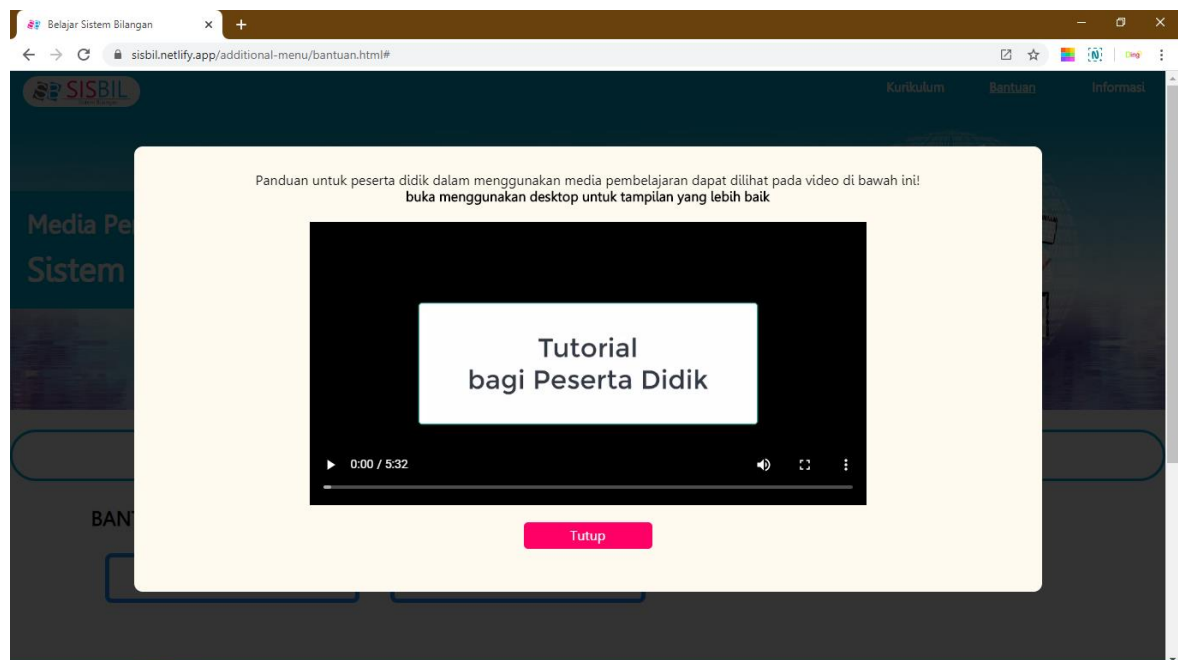 Belajar Sistem Bilangan
sisbil.netlify.app/additional-menu/bantuan.html#
SISBIL
Kurikulum Bantuan Informasi
Panduan untuk peserta didik dalam menggunakan media pembelajaran dapat dilihat pada video di bawah ini!
buka menggunakan desktop untuk tampilan yang lebih baik
Media Pe
Sistem
Tutorial
bagi Peserta Didik
0:00 / 5:32
BAN
Tutup